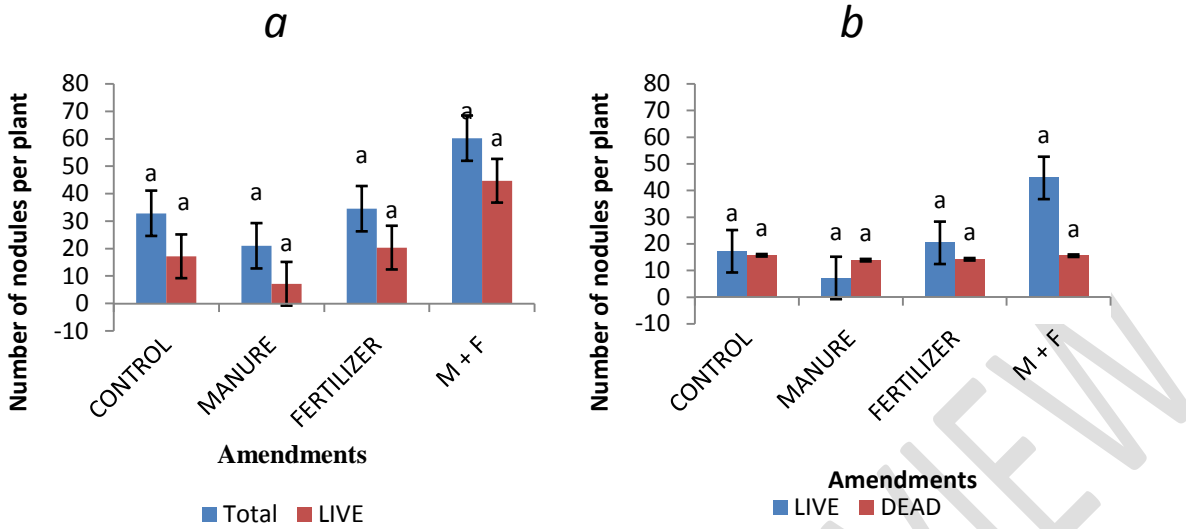 a
80
70
60
50
40
30
20
10
0
-10
Number of nodules per plant
a
a
a
a
a
a
a
a
CONTROL
MANURE
FERTILIZER
M + F
Amendments
Total LIVE
b
80
70
60
50
40
30
20
10
0
-10
Number of nodules per plant
a
a
a
a
a
a
a
a
CONTROL
MANURE
FERTILIZER
M + F
Amendments
LIVE DEAD
VIEW